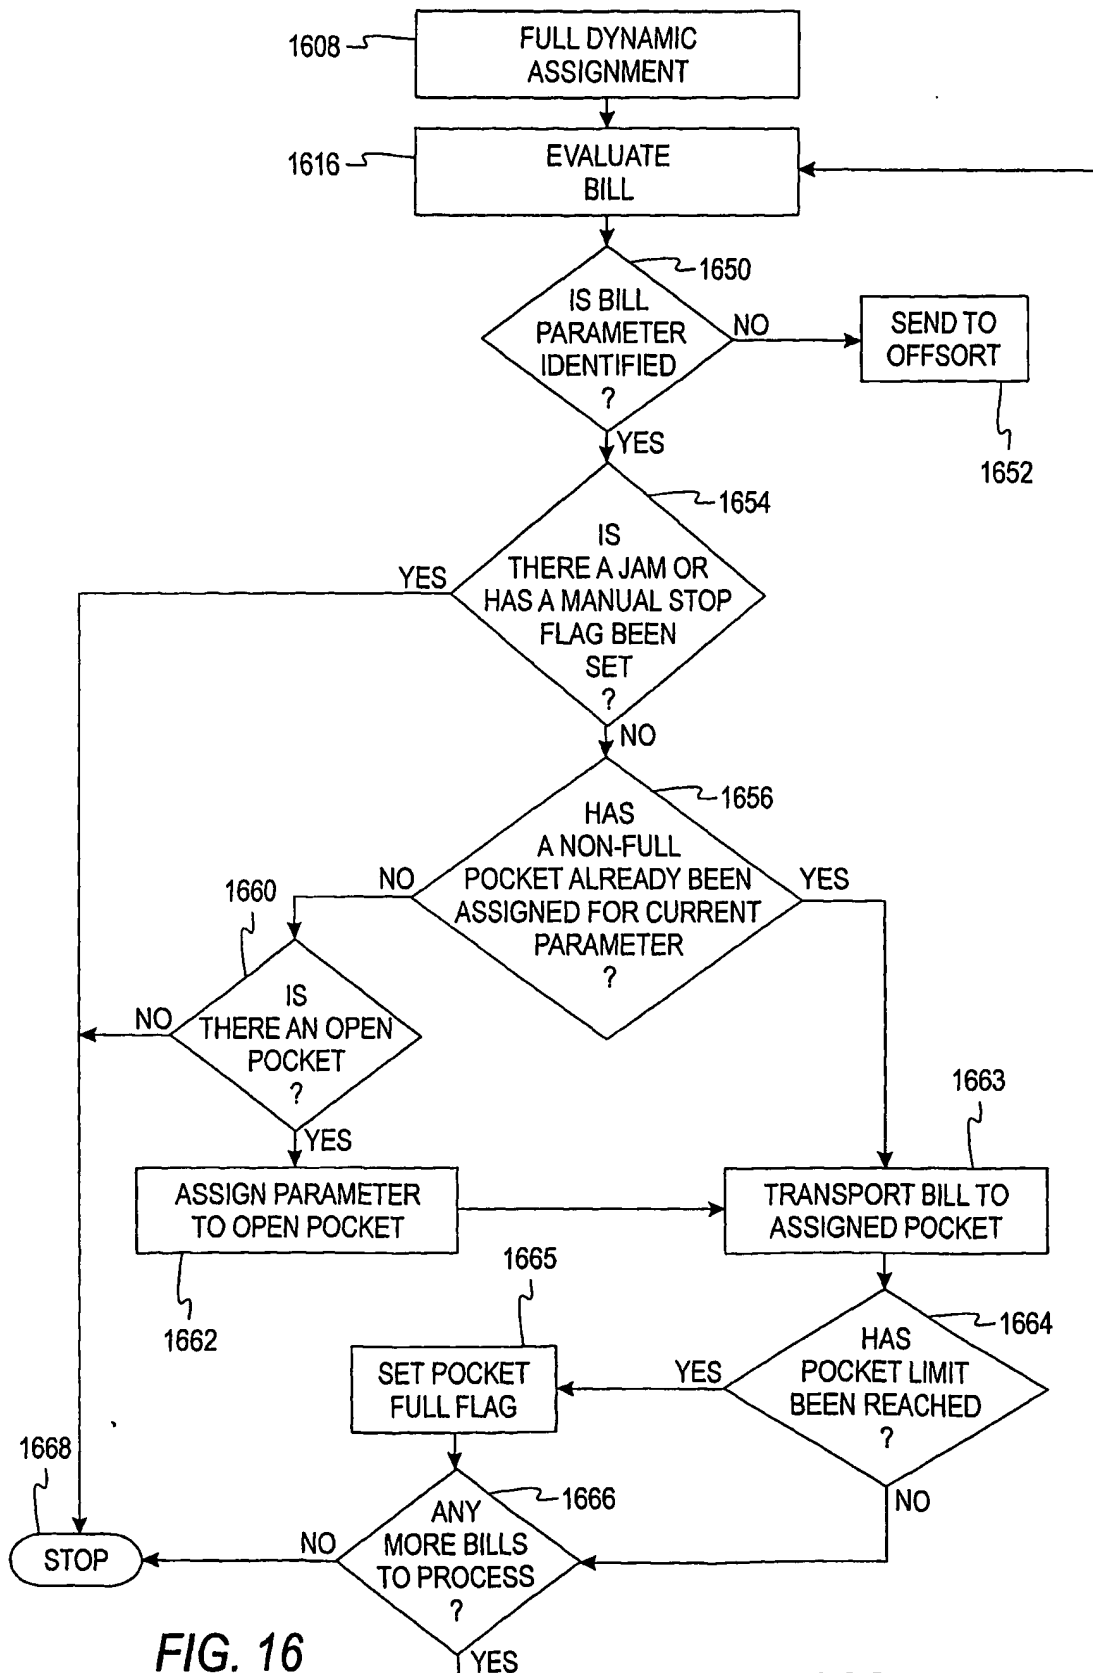 1608
FULL DYNAMIC
ASSIGNMENT
1616
EVALUATE
BILL
1650
IS BILL
PARAMETER
IDENTIFIED
?
NO
SEND TO
OFFSORT
1652
YES
1654
IS
THERE A JAM OR
HAS A MANUAL STOP
FLAG BEEN
SET
?
YES
NO
1656
HAS
A NON-FULL
POCKET ALREADY BEEN
ASSIGNED FOR CURRENT
PARAMETER
?
NO
YES
1660
IS
THERE AN OPEN
POCKET
?
NO
YES
ASSIGN PARAMETER
TO OPEN POCKET
1662
1663
TRANSPORT BILL TO
ASSIGNED POCKET
1664
HAS
POCKET LIMIT
BEEN REACHED
?
YES
NO
1665
SET POCKET
FULL FLAG
1666
ANY
MORE BILLS
TO PROCESS
?
NO
YES
1668
STOP
FIG. 16